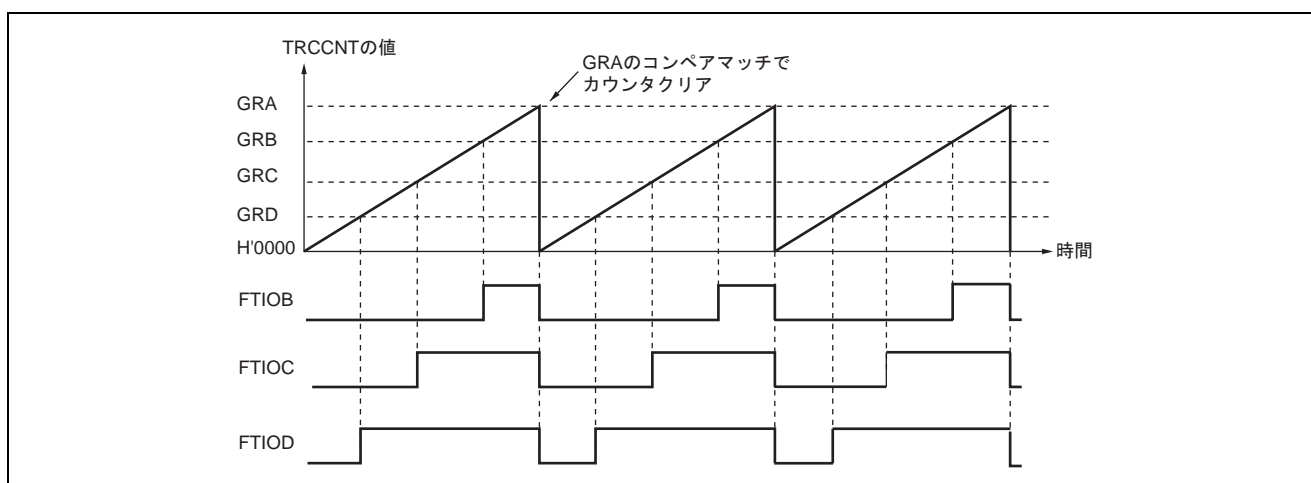 TRCCNTの値
GRAのコンペアマッチで
カウンタクリア
GRA
GRB
GRC
GRD
H'0000
時間
FTIOB
FTIOC
FTIOD